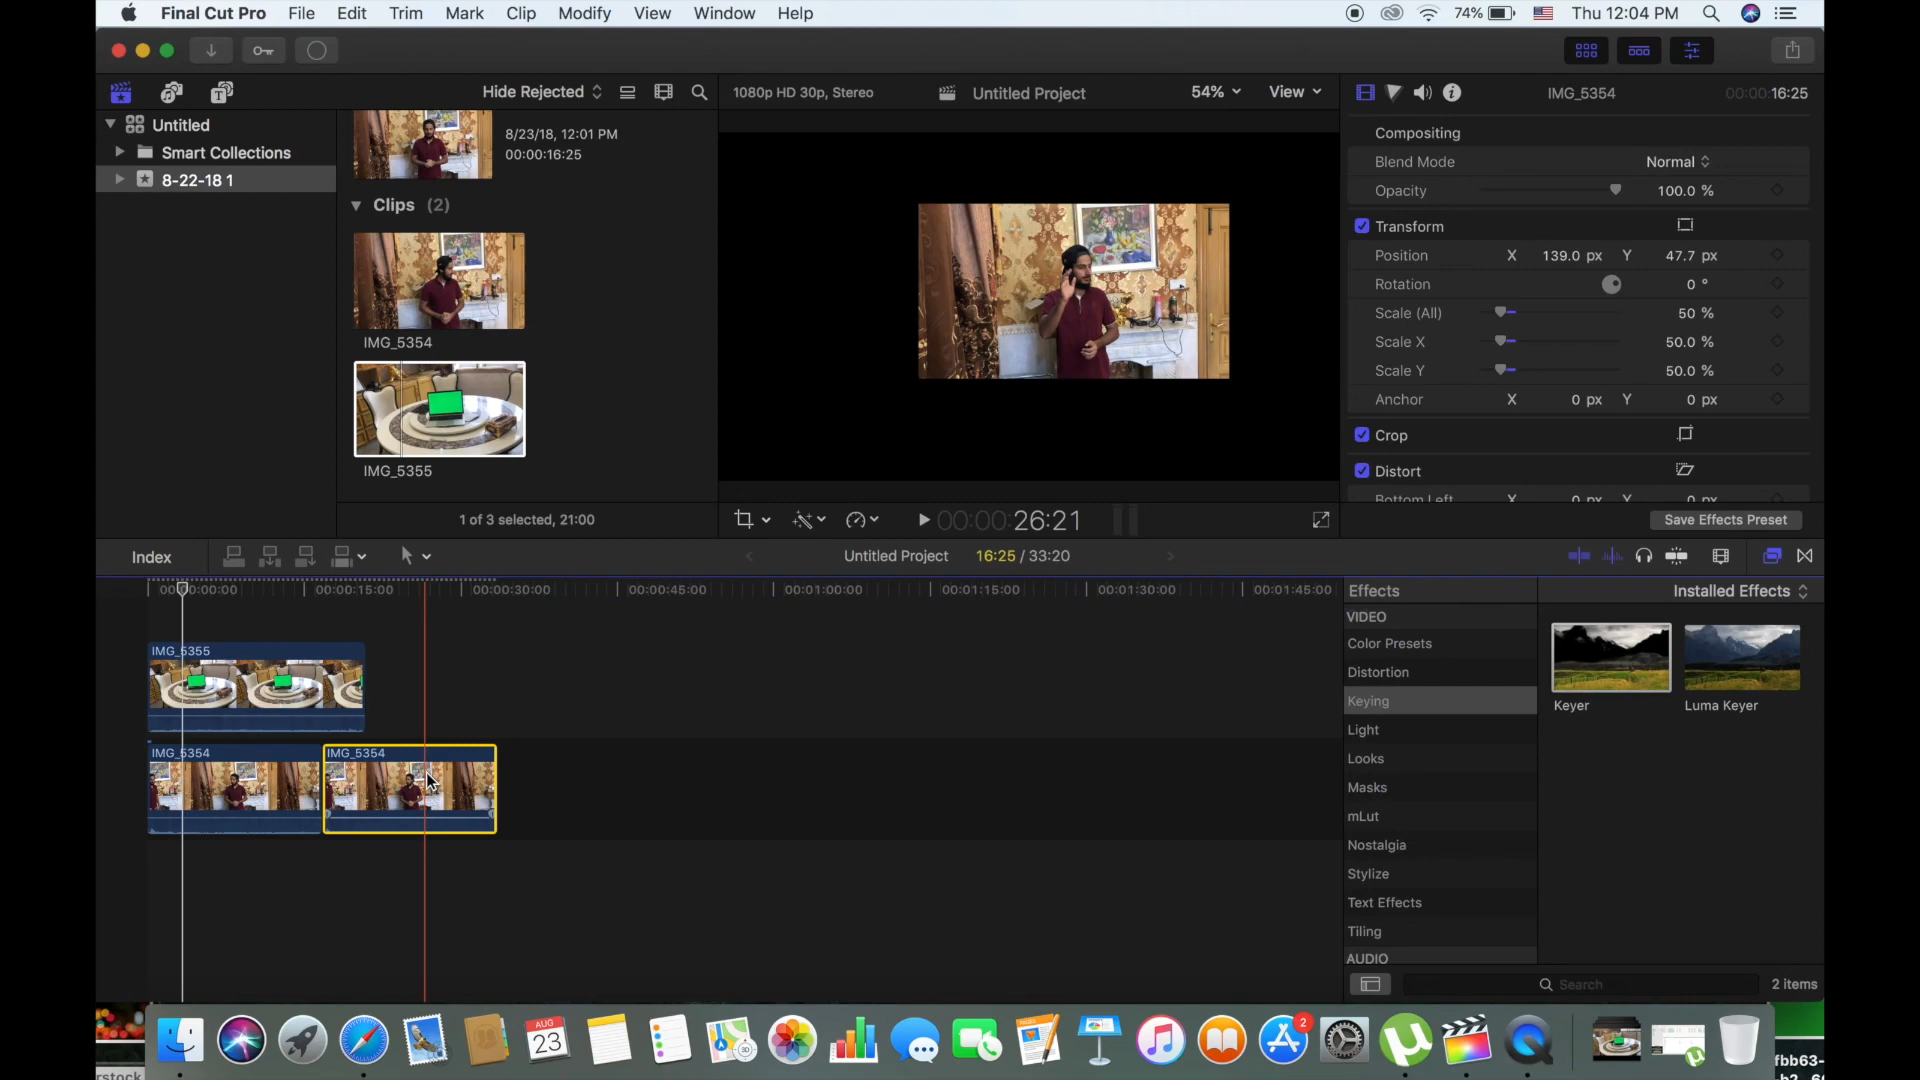 Final Cut Pro File Edit Trim Mark Clip Modify View Window Help 74% Thu 12:04 PM
Hide Rejected 1080p HD 30p, Stereo Untitled Project 54% View IMG_5354 00:00:16:25
Untitled
Smart Collections
8-22-18 1
8/23/18, 12:01 PM
00:00:16:25
Clips (2)
IMG_5354
IMG_5355
1 of 3 selected, 21:00
00:00:26:21
Compositing
Blend Mode Normal
Opacity 100.0 %
Transform
Position X 139.0 px Y 47.7 px
Rotation 0 °
Scale (All) 50 %
Scale X 50.0 %
Scale Y 50.0 %
Anchor X 0 px Y 0 px
Crop
Distort
Bottom Left X 0 px Y 0 px
Save Effects Preset
Index Untitled Project 16:25 / 33:20
00:00:00:00 00:00:15:00 00:00:30:00 00:00:45:00 00:01:00:00 00:01:15:00 00:01:30:00 00:01:45:00
IMG_5355
IMG_5354 IMG_5354
Effects Installed Effects
VIDEO
Color Presets
Distortion
Keying
Light
Looks
Masks
mLut
Nostalgia
Stylize
Text Effects
Tiling
AUDIO
Keyer Luma Keyer
Search 2 items
AUG
23
3D
2
fbb63-